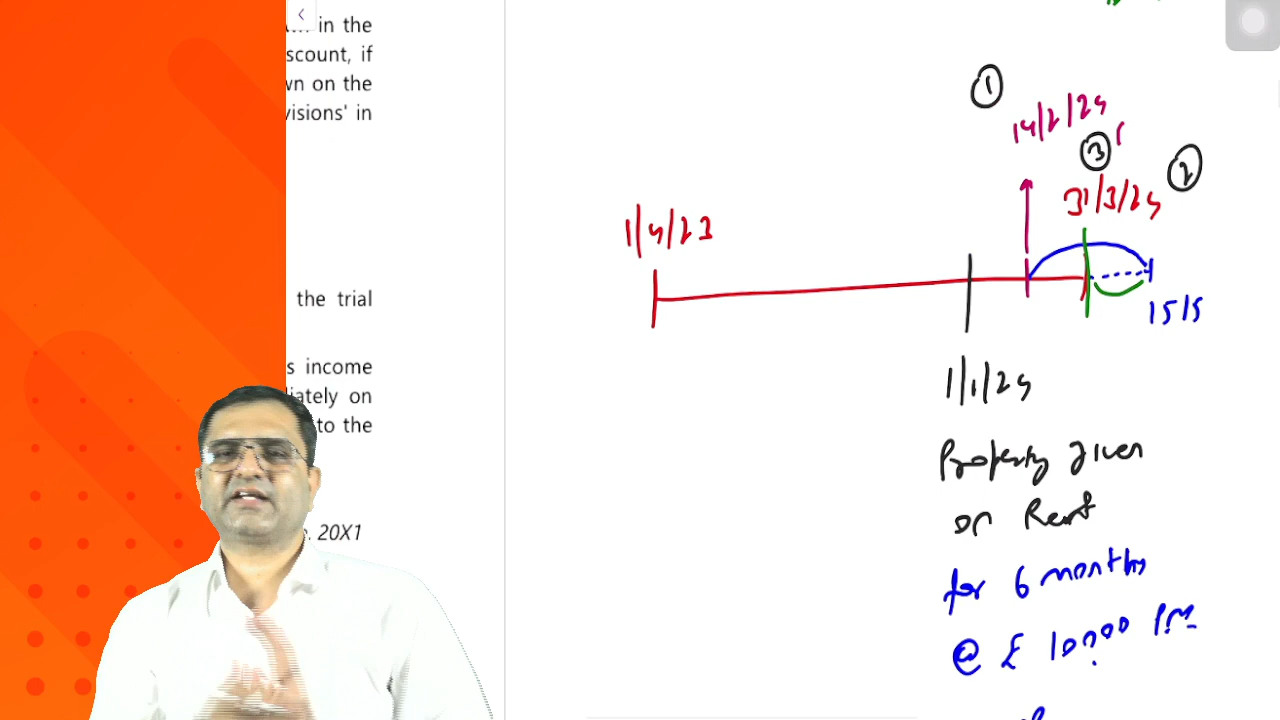 in the
scount, if
wn on the
visions' in
the trial
s income
iately on
to the
. 20X1
1
14/2/24
3
31/3/24
2
1/4/23
15/5
1/1/24
Property given
on Rent
for 6 months
@ £ 10,000 P.M.